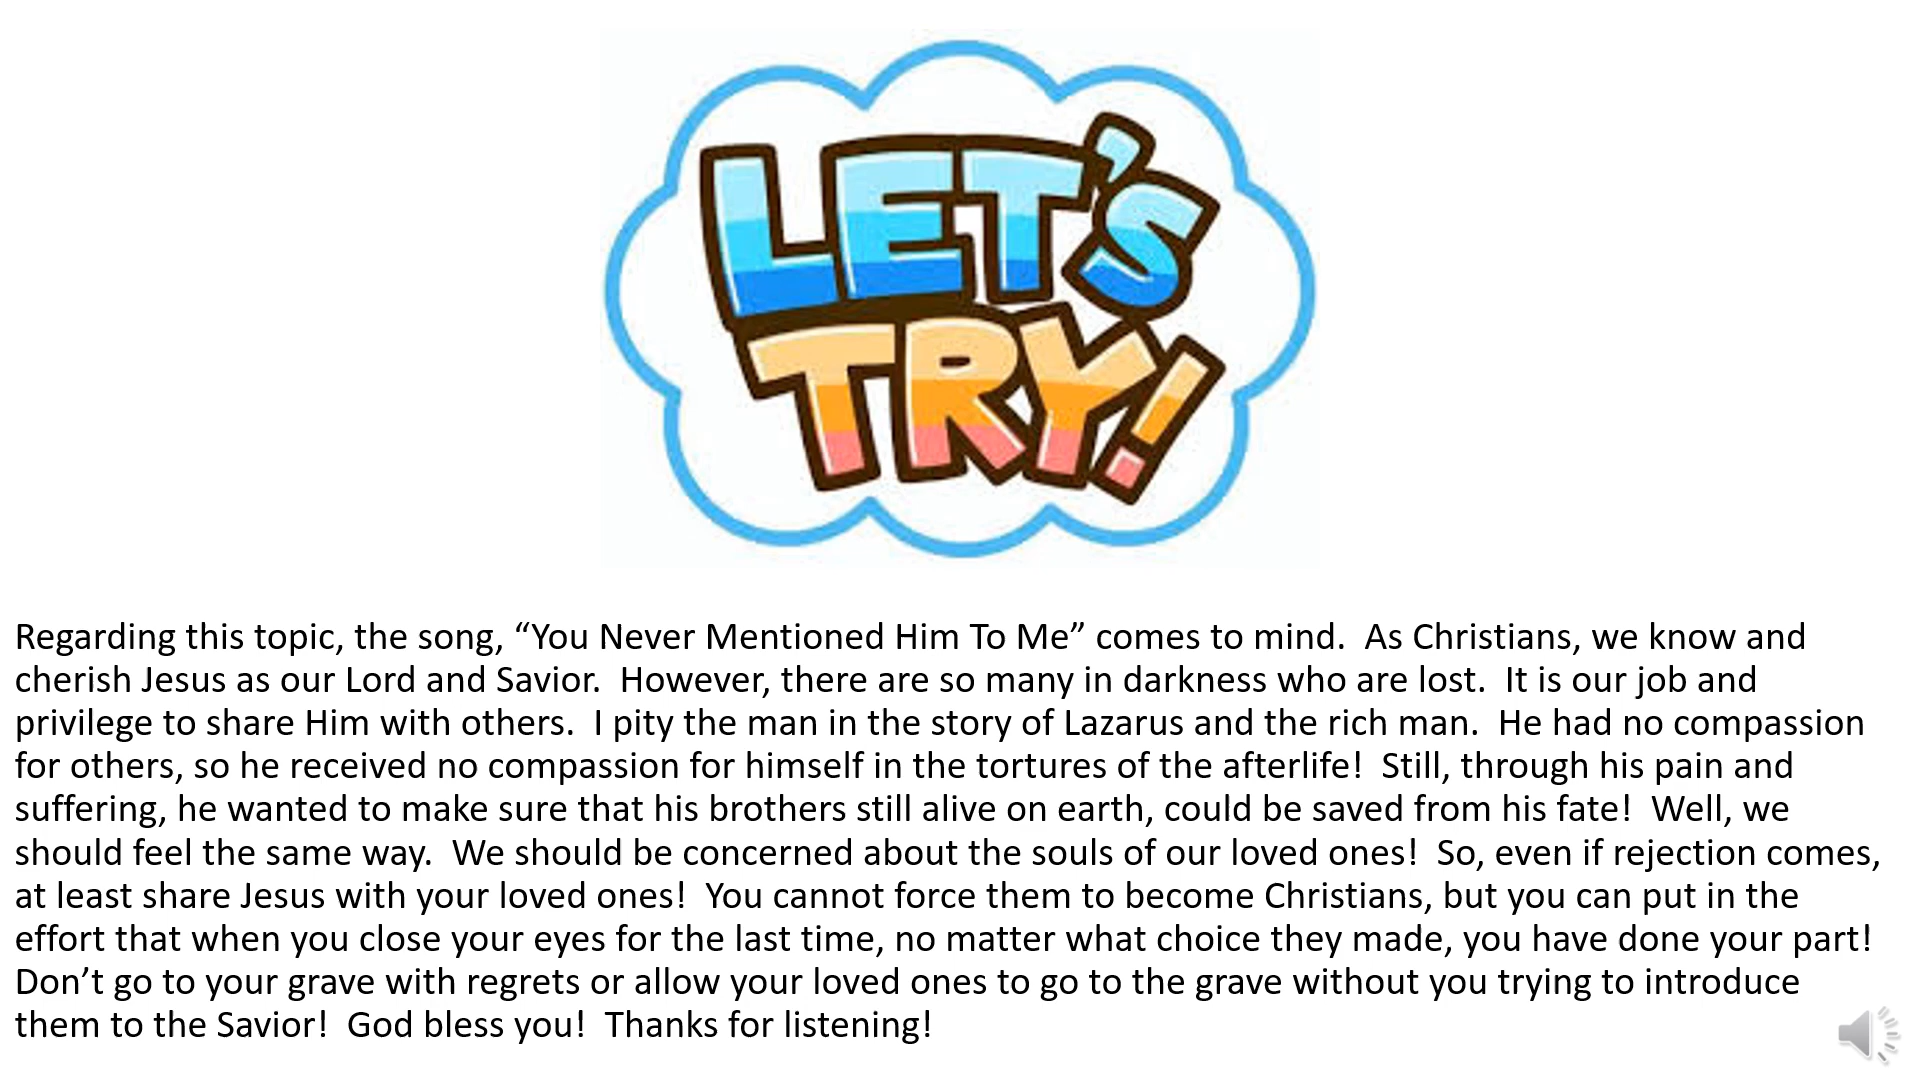 LET'S
TRY!
Regarding this topic, the song, “You Never Mentioned Him To Me” comes to mind.  As Christians, we know and
cherish Jesus as our Lord and Savior.  However, there are so many in darkness who are lost.  It is our job and
privilege to share Him with others.  I pity the man in the story of Lazarus and the rich man.  He had no compassion
for others, so he received no compassion for himself in the tortures of the afterlife!  Still, through his pain and
suffering, he wanted to make sure that his brothers still alive on earth, could be saved from his fate!  Well, we
should feel the same way.  We should be concerned about the souls of our loved ones!  So, even if rejection comes,
at least share Jesus with your loved ones!  You cannot force them to become Christians, but you can put in the
effort that when you close your eyes for the last time, no matter what choice they made, you have done your part!
Don’t go to your grave with regrets or allow your loved ones to go to the grave without you trying to introduce
them to the Savior!  God bless you!  Thanks for listening!